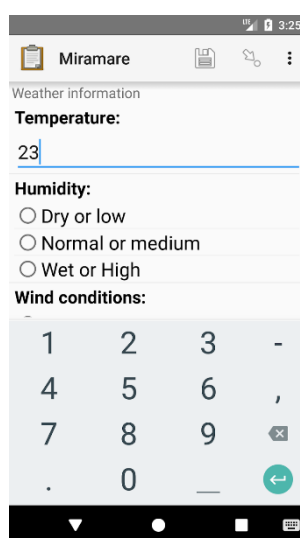 LTE 3:25
Miramare
Weather information
Temperature:
23
Humidity:
Dry or low
Normal or medium
Wet or High
Wind conditions:
1 2 3 -
4 5 6 ,
7 8 9
. 0 _